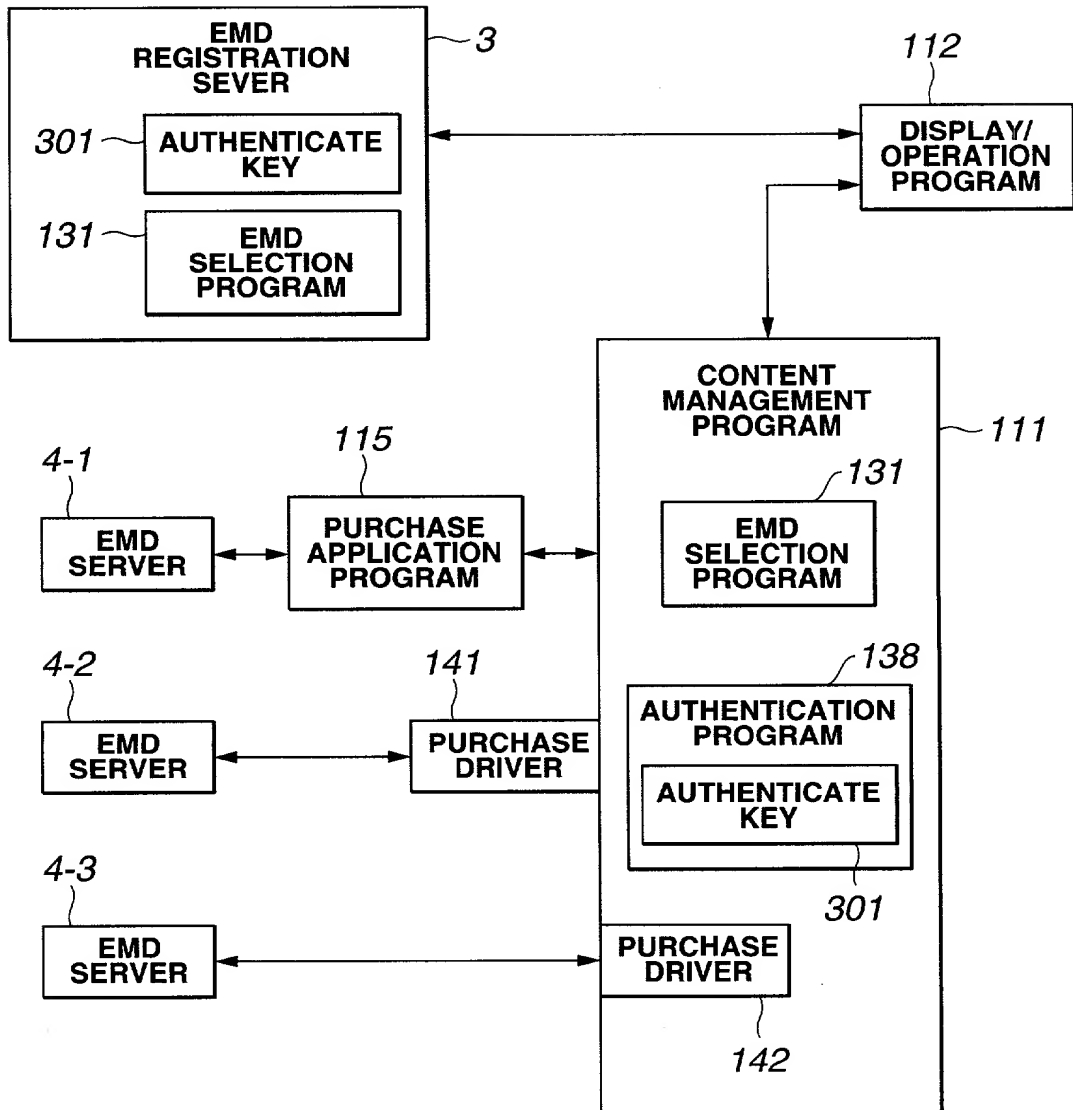 EMD
REGISTRATION
SEVER
3
301
AUTHENTICATE
KEY
131
EMD
SELECTION
PROGRAM
112
DISPLAY/
OPERATION
PROGRAM
CONTENT
MANAGEMENT
PROGRAM
111
4-1
EMD
SERVER
115
PURCHASE
APPLICATION
PROGRAM
131
EMD
SELECTION
PROGRAM
4-2
EMD
SERVER
141
PURCHASE
DRIVER
138
AUTHENTICATION
PROGRAM
AUTHENTICATE
KEY
301
4-3
EMD
SERVER
PURCHASE
DRIVER
142